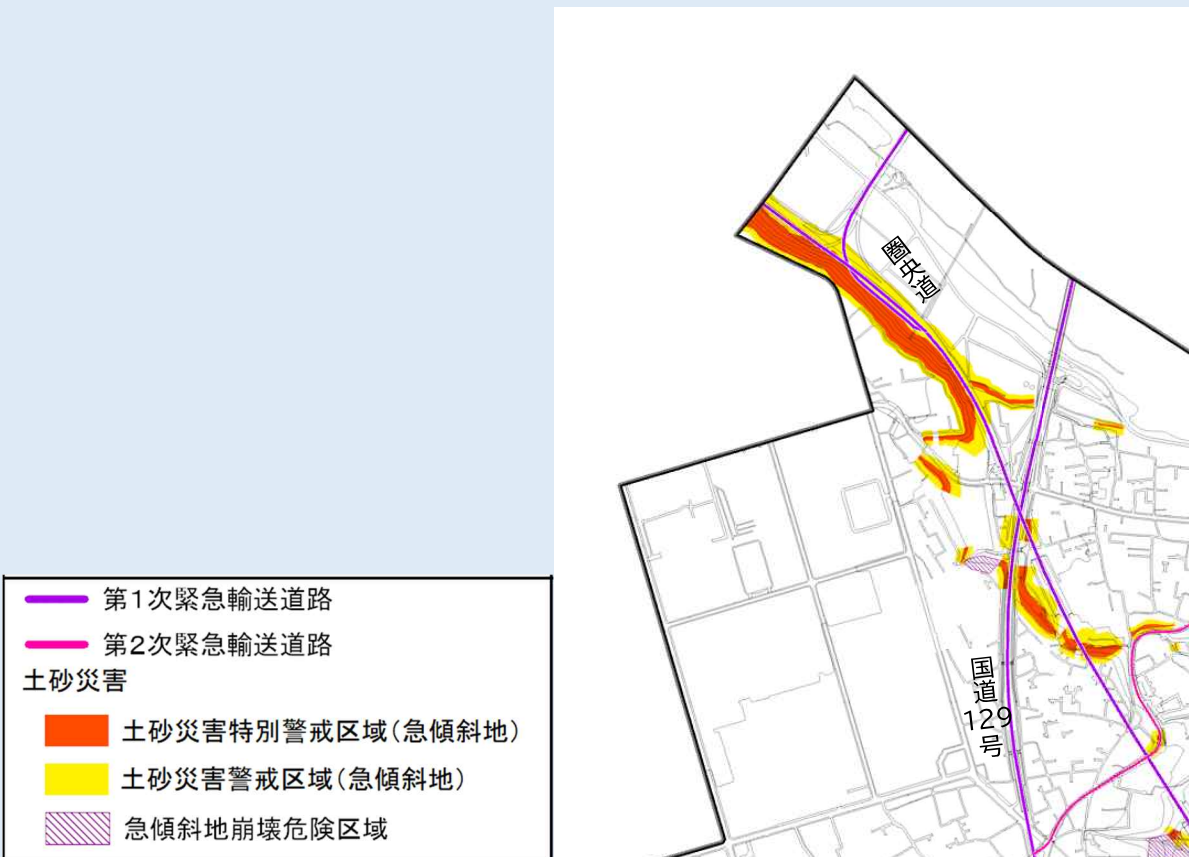 圏央道
国道129号
第1次緊急輸送道路
第2次緊急輸送道路
土砂災害
土砂災害特別警戒区域(急傾斜地)
土砂災害警戒区域(急傾斜地)
急傾斜地崩壊危険区域